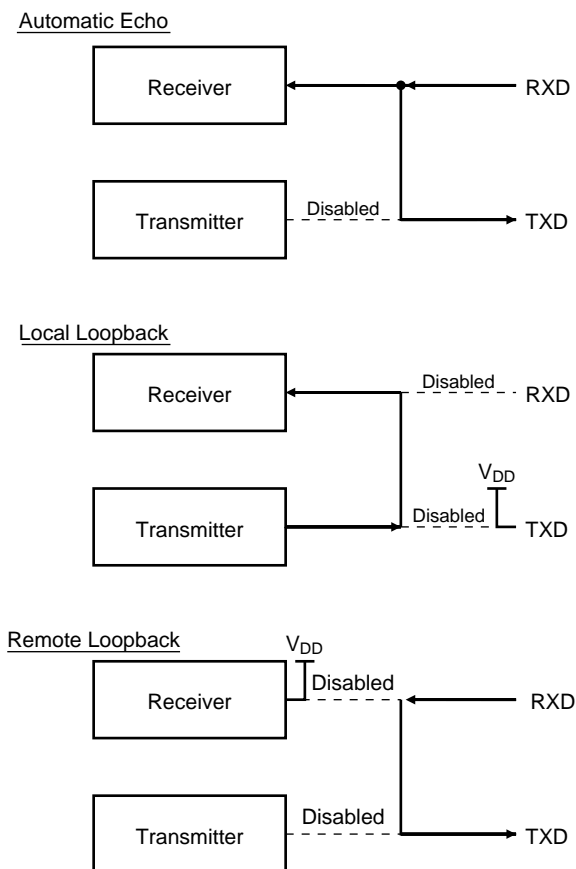 Automatic Echo
Receiver
RXD
Transmitter
Disabled
TXD
Local Loopback
Receiver
Disabled
RXD
VDD
Transmitter
Disabled
TXD
Remote Loopback
VDD
Receiver
Disabled
RXD
Transmitter
Disabled
TXD